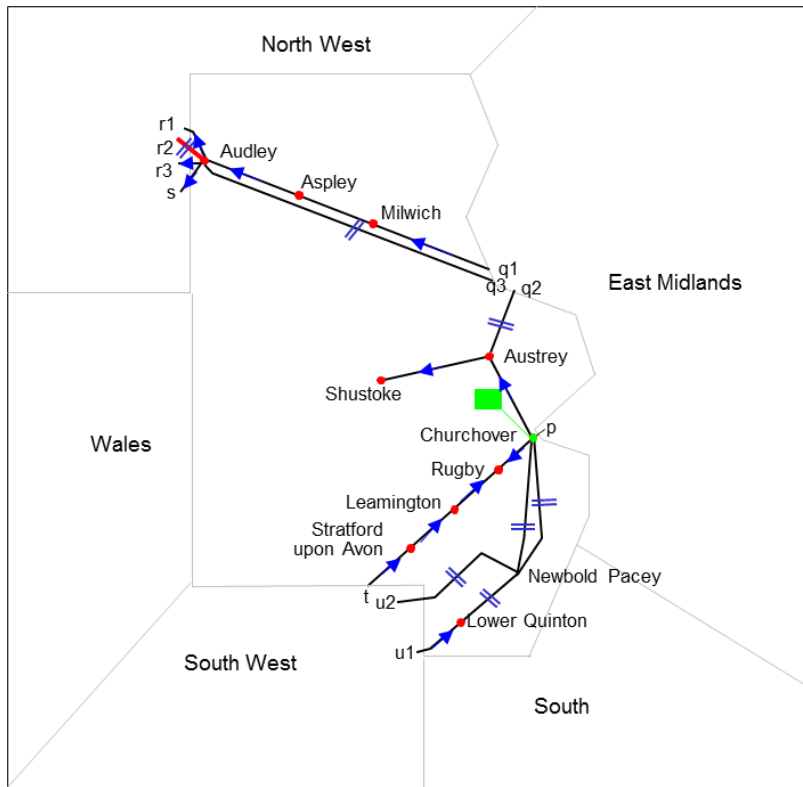 North West
r1
r2
Audley
r3
s
Aspley
Milwich
q1
q3 q2
East Midlands
Austrey
Shustoke
Churchover
p
Wales
Rugby
Leamington
Stratford
upon Avon
Newbold Pacey
t
u2
Lower Quinton
u1
South West
South